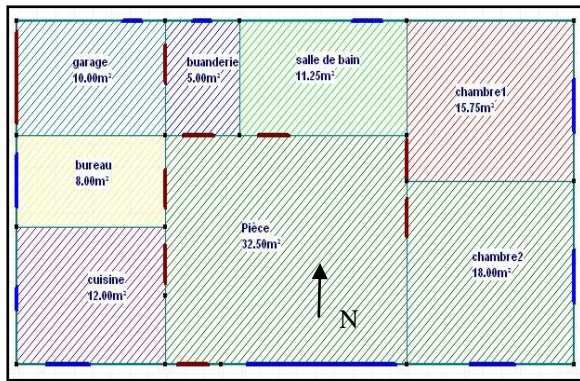 garage
10.00m²
buanderie
5.00m²
salle de bain
11.25m²
chambre1
15.75m²
bureau
8.00m²
Pièce
32.50m²
chambre2
18.00m²
cuisine
12.00m²
N